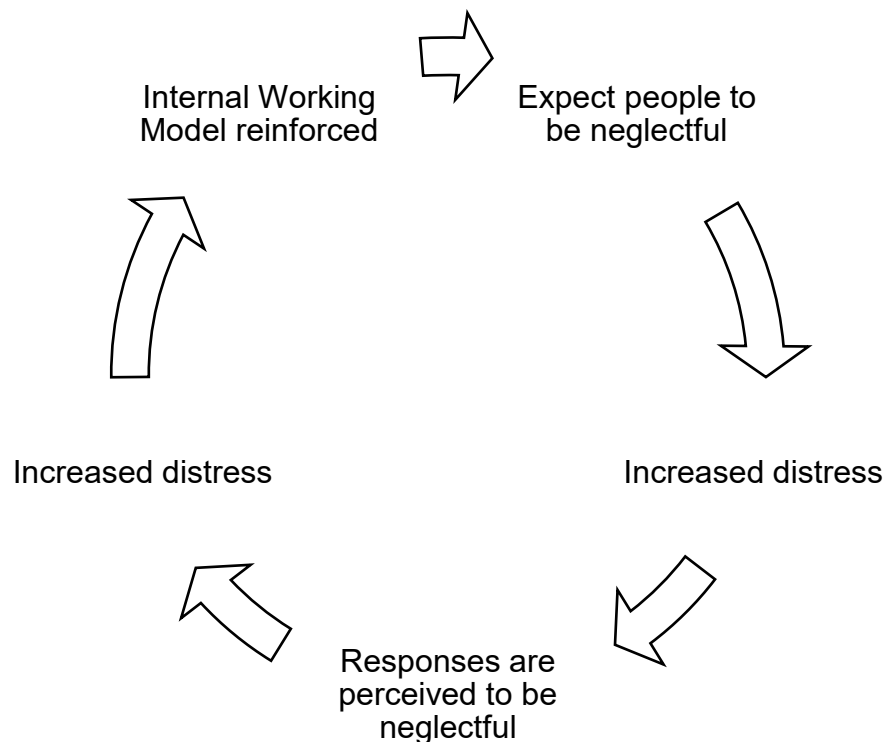 Internal Working
Model reinforced
Expect people to
be neglectful
Increased distress
Increased distress
Responses are
perceived to be
neglectful